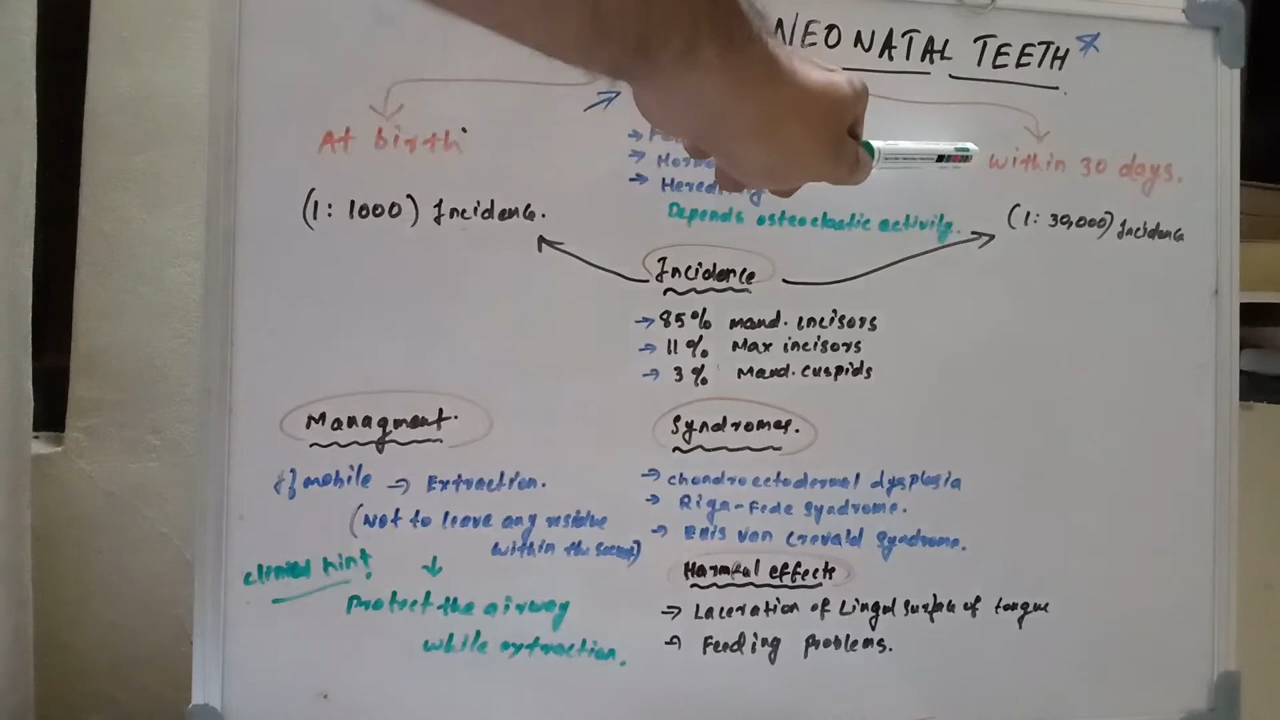 NEONATAL TEETH *
At birth
within 30 days.
→
→
→ Heredity
Depends osteoclastic activity.
(1: 1000) Incidence.
(1: 30,000) Incidence
Incidence
→ 85% mand. incisors
→ 11% Max incisors
→ 3% Mand. cuspids
Managment.
If mobile → Extraction.
(Not to leave any residue
within the socket)
clinical hint
Protect the airway
while extraction.
Syndromes.
→ chondroectodermal dysplasia
→ Riga-Fede syndrome.
→ Ellis van Crevald syndrome.
Harmful effects
→ Laceration of Lingal surface of tongue
→ Feeding problems.